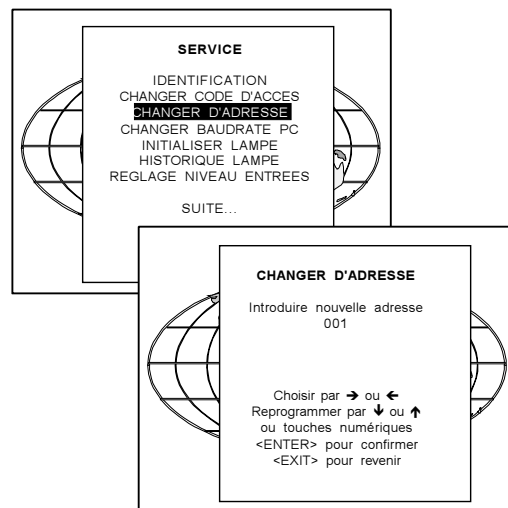 SERVICE
IDENTIFICATION
CHANGER CODE D'ACCES
CHANGER D'ADRESSE
CHANGER BAUDRATE PC
INITIALISER LAMPE
HISTORIQUE LAMPE
REGLAGE NIVEAU ENTREES
SUITE...
CHANGER D'ADRESSE
Introduire nouvelle adresse
001
Choisir par → ou ←
Reprogrammer par ↓ ou ↑
ou touches numériques
<ENTER> pour confirmer
<EXIT> pour revenir